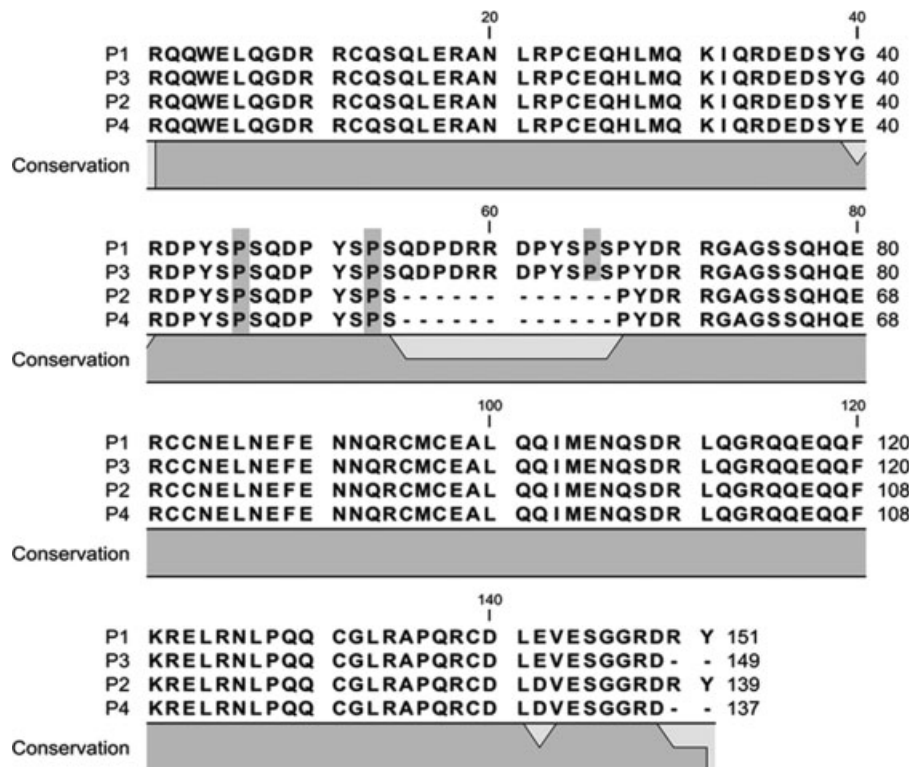 20 40
P1 RQQWELQGDR RCQSQLERAN LRPCEQHLMQ KIQRDEDSYG 40
P3 RQQWELQGDR RCQSQLERAN LRPCEQHLMQ KIQRDEDSYG 40
P2 RQQWELQGDR RCQSQLERAN LRPCEQHLMQ KIQRDEDSYE 40
P4 RQQWELQGDR RCQSQLERAN LRPCEQHLMQ KIQRDEDSYE 40
Conservation
60 80
P1 RDPYSPSQDP YSPSQDPDRR DPYSPSPYDR RGAGSSQHQE 80
P3 RDPYSPSQDP YSPSQDPDRR DPYSPSPYDR RGAGSSQHQE 80
P2 RDPYSPSQDP YSPS- - - - - - - - - - - - PYDR RGAGSSQHQE 68
P4 RDPYSPSQDP YSPS- - - - - - - - - - - - PYDR RGAGSSQHQE 68
Conservation
100 120
P1 RCCNELNEFE NNQRCMCEAL QQIMENQSDR LQGRQQEQQF 120
P3 RCCNELNEFE NNQRCMCEAL QQIMENQSDR LQGRQQEQQF 120
P2 RCCNELNEFE NNQRCMCEAL QQIMENQSDR LQGRQQEQQF 108
P4 RCCNELNEFE NNQRCMCEAL QQIMENQSDR LQGRQQEQQF 108
Conservation
140
P1 KRELRNLPQQ CGLRAPQRCD LEVESGGRDR Y 151
P3 KRELRNLPQQ CGLRAPQRCD LEVESGGRD- - 149
P2 KRELRNLPQQ CGLRAPQRCD LDVESGGRDR Y 139
P4 KRELRNLPQQ CGLRAPQRCD LDVESGGRD- - 137
Conservation